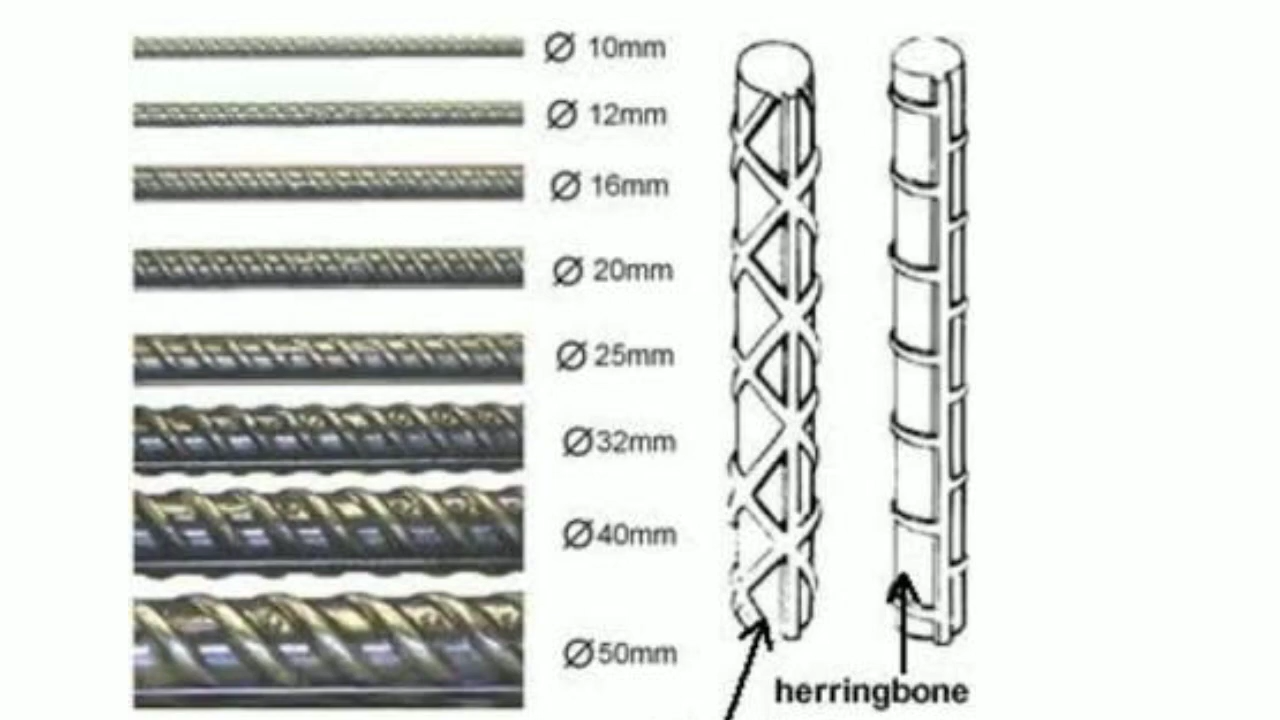 Ø 10mm
Ø 12mm
Ø 16mm
Ø 20mm
Ø 25mm
Ø32mm
Ø40mm
Ø50mm
herringbone